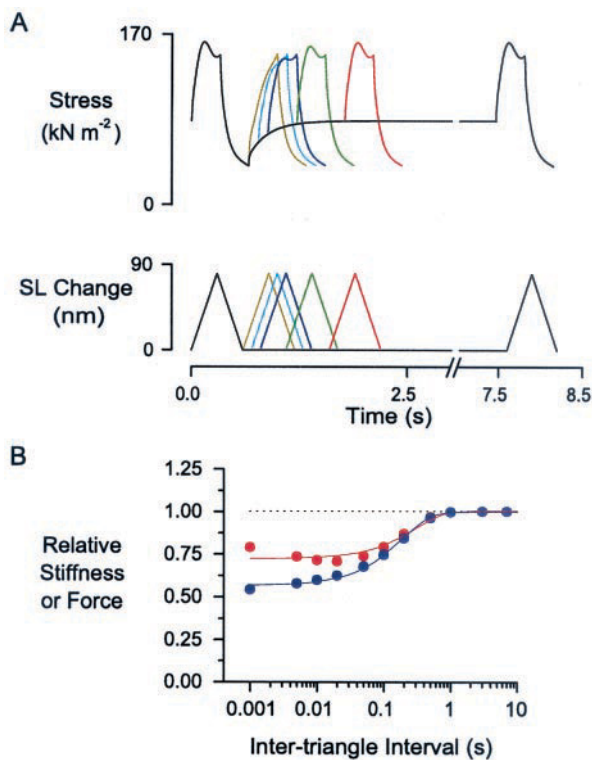 A
170
Stress
(kN m⁻²)
0
90
SL Change
(nm)
0
0.0
2.5
7.5
8.5
Time (s)
B
1.25
1.00
0.75
0.50
0.25
0.00
Relative
Stiffness
or Force
0.001
0.01
0.1
1
10
Inter-triangle Interval (s)